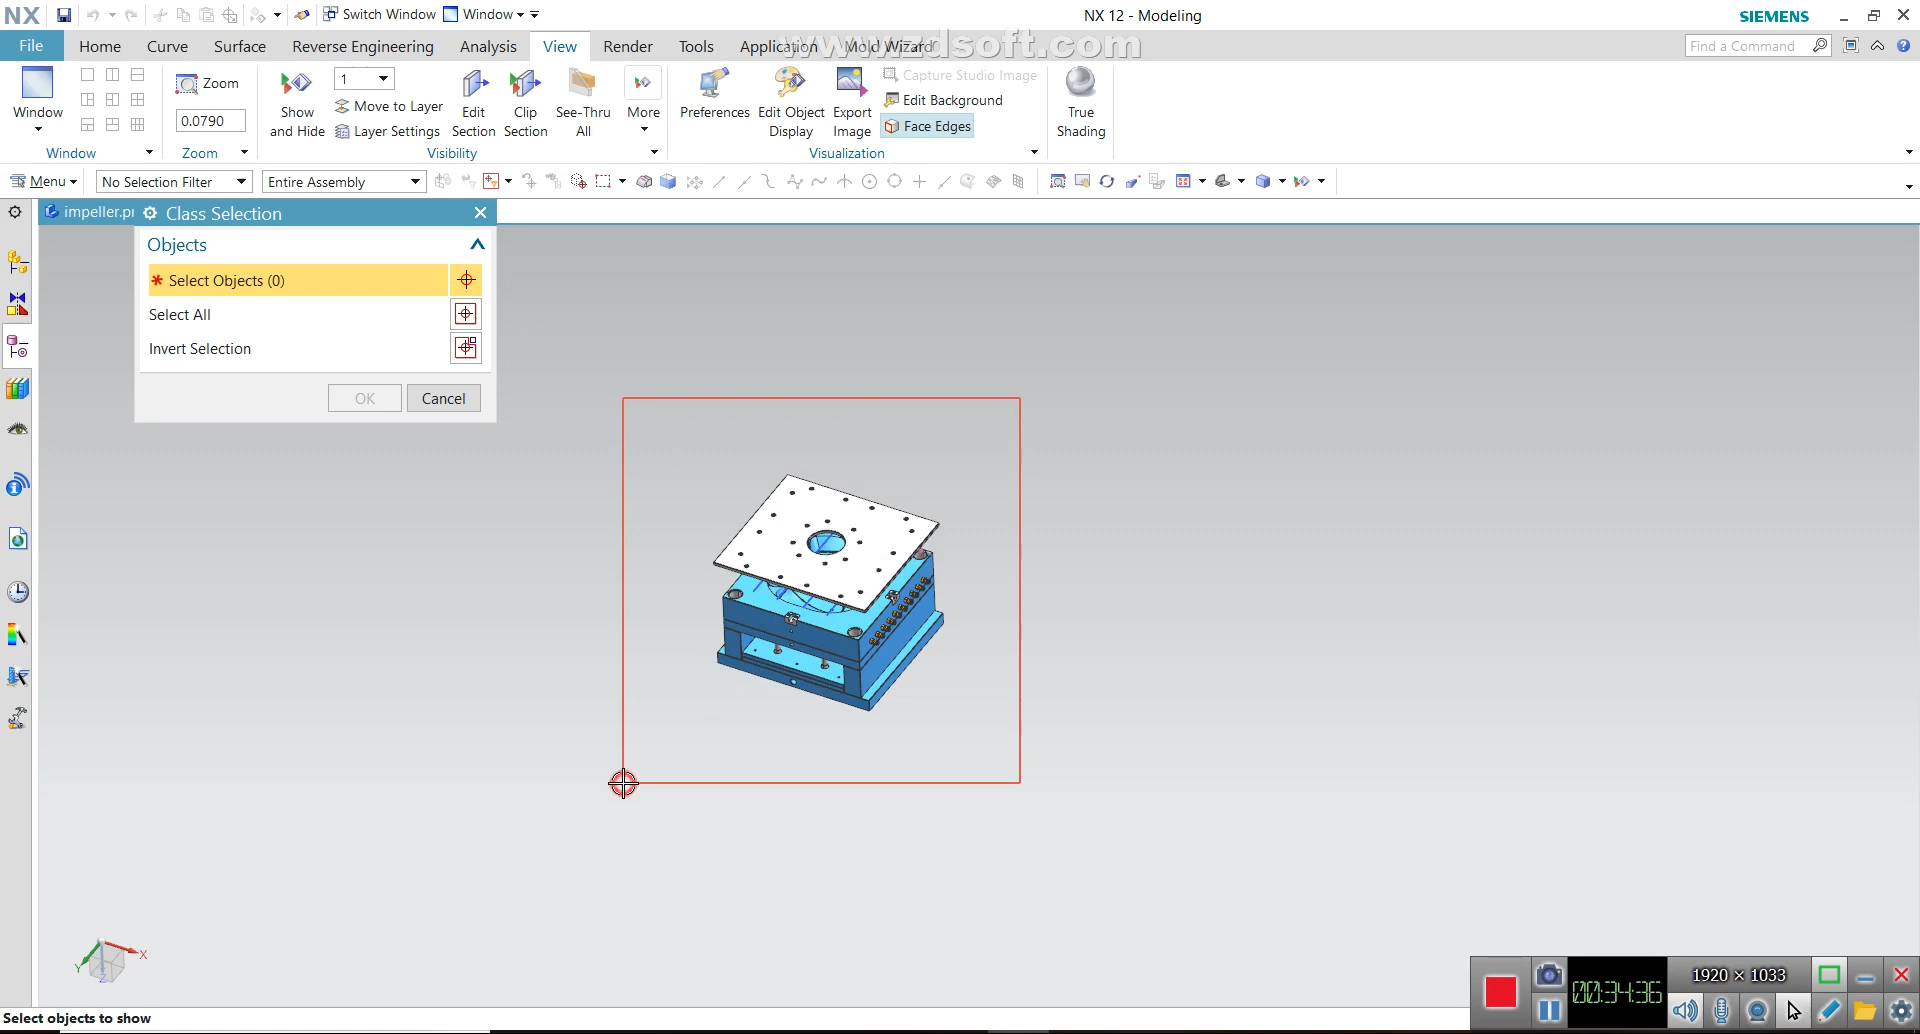 NX
Switch Window
Window
NX 12 - Modeling
SIEMENS
File
Home
Curve
Surface
Reverse Engineering
Analysis
View
Render
Tools
Application
Mold Wizard
www.zdsoft.com
Find a Command
Window
Zoom
0.0790
Show and Hide
1
Move to Layer
Layer Settings
Edit Section
Clip Section
See-Thru All
More
Preferences
Edit Object Display
Export Image
Capture Studio Image
Edit Background
Face Edges
True Shading
Window
Zoom
Visibility
Visualization
Menu
No Selection Filter
Entire Assembly
impeller.pr
Class Selection
Objects
* Select Objects (0)
Select All
Invert Selection
OK
Cancel
X
Y
Z
1920 × 1033
00:34:36
Select objects to show